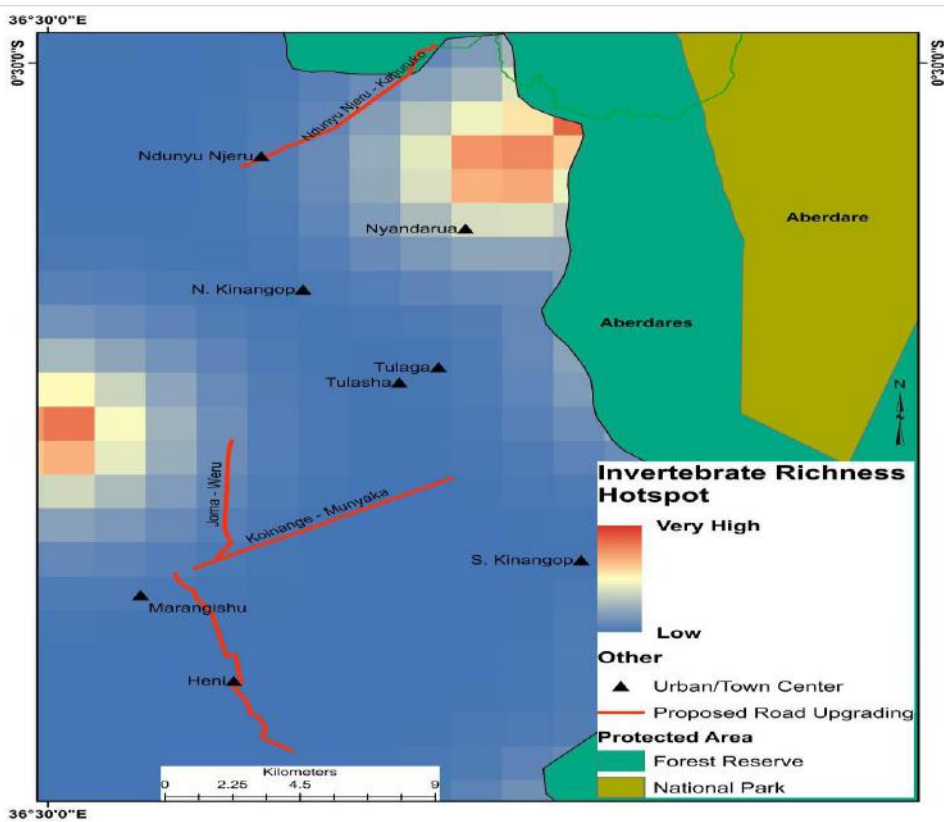 36°30'0"E
0°30'0"S
0°30'0"S
Ndunyu Njeru - Kahuruko
Ndunyu Njeru
Aberdare
Nyandarua
N. Kinangop
Aberdares
Tulaga
Tulasha
N
Joma - Weru
Koinange - Munyaka
S. Kinangop
Marangishu
Heni
Invertebrate Richness
Hotspot
Very High
Low
Other
Urban/Town Center
Proposed Road Upgrading
Protected Area
Forest Reserve
National Park
Kilometers
0 2.25 4.5 9
36°30'0"E